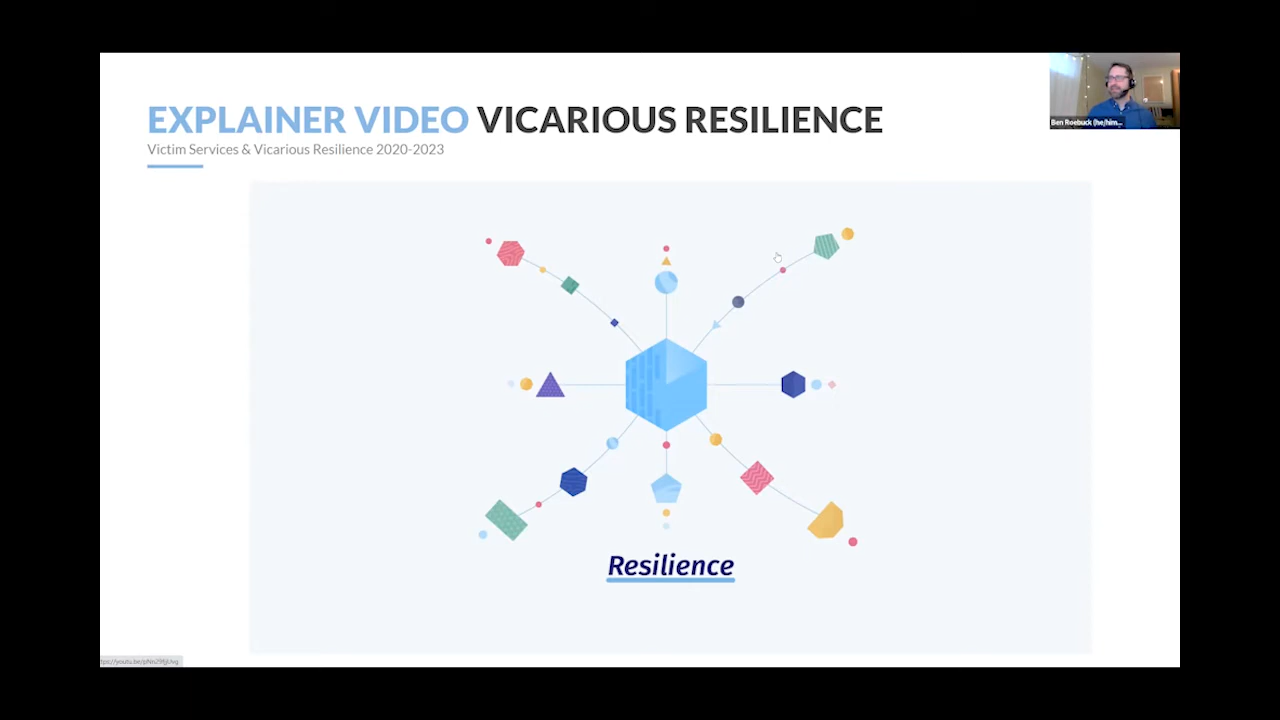 EXPLAINER VIDEO VICARIOUS RESILIENCE
Victim Services & Vicarious Resilience 2020-2023
Ben Roebuck (he/him...
Resilience